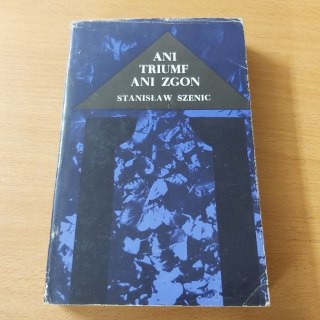 ANI
TRIUMF
ANI ZGON
STANISŁAW SZENIC